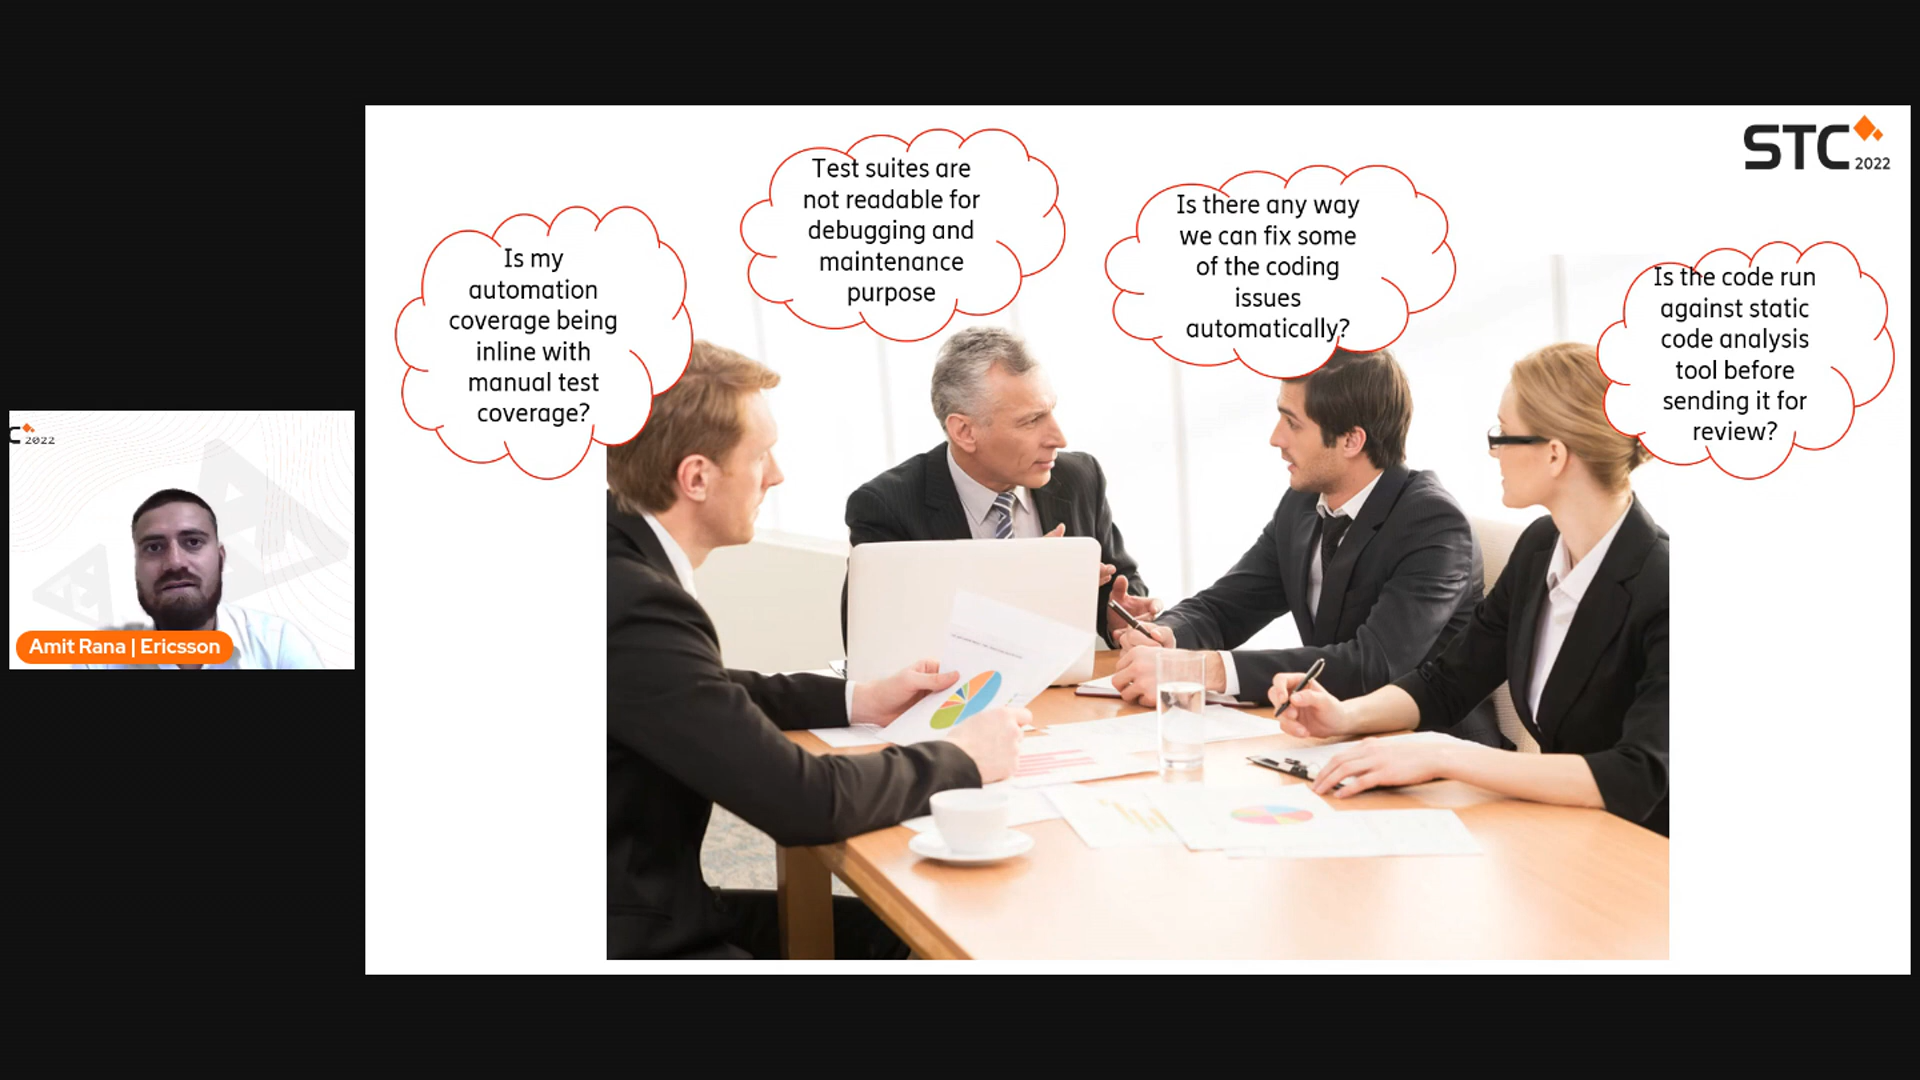 STC 2022
Is my
automation
coverage being
inline with
manual test
coverage?
Test suites are
not readable for
debugging and
maintenance
purpose
Is there any way
we can fix some
of the coding
issues
automatically?
Is the code run
against static
code analysis
tool before
sending it for
review?
C 2022
Amit Rana | Ericsson